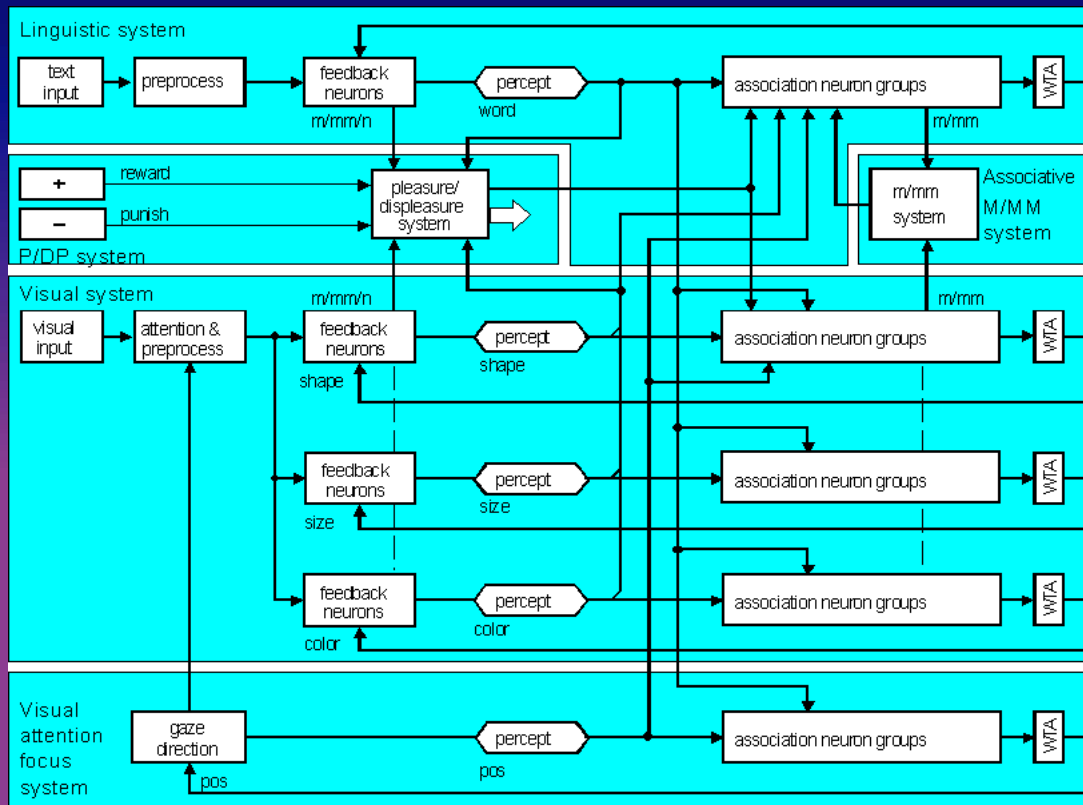 Linguistic system
text
input
preprocess
feedback
neurons
percept
word
association neuron groups
WTA
m/mm/n
m/mm
+
reward
−
punish
P/DP system
pleasure/
displeasure
system
m/mm
system
Associative
M/MM
system
Visual system
m/mm/n
m/mm
visual
input
attention &
preprocess
feedback
neurons
shape
percept
shape
association neuron groups
WTA
feedback
neurons
size
percept
size
association neuron groups
WTA
feedback
neurons
color
percept
color
association neuron groups
WTA
Visual
attention
focus
system
gaze
direction
pos
percept
pos
association neuron groups
WTA